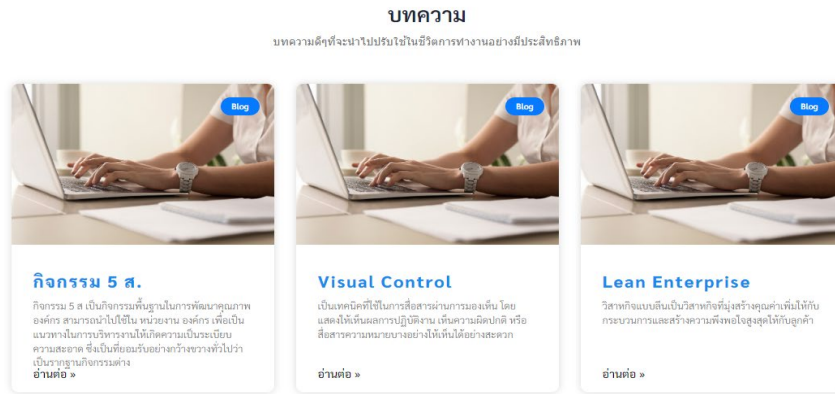 บทความ
บทความดีๆที่จะนำไปปรับใช้ในชีวิตการทำงานอย่างมีประสิทธิภาพ
Blog
กิจกรรม 5 ส.
กิจกรรม 5 ส เป็นกิจกรรมพื้นฐานในการพัฒนาคุณภาพ
องค์กร สามารถนำไปใช้ใน หน่วยงาน องค์กร เพื่อเป็น
แนวทางในการบริหารงานให้เกิดความเป็นระเบียบ
ความสะอาด ซึ่งเป็นที่ยอมรับอย่างกว้างขวางทั่วไปว่า
เป็นรากฐานกิจกรรมต่าง
อ่านต่อ »
Blog
Visual Control
เป็นเทคนิคที่ใช้ในการสื่อสารผ่านการมองเห็น โดย
แสดงให้เห็นผลการปฏิบัติงาน เห็นความผิดปกติ หรือ
สื่อสารความหมายบางอย่างให้เห็นได้อย่างสะดวก
อ่านต่อ »
Blog
Lean Enterprise
วิสาหกิจแบบลีนเป็นวิสาหกิจที่มุ่งสร้างคุณค่าเพิ่มให้กับ
กระบวนการและสร้างความพึงพอใจสูงสุดให้กับลูกค้า
อ่านต่อ »